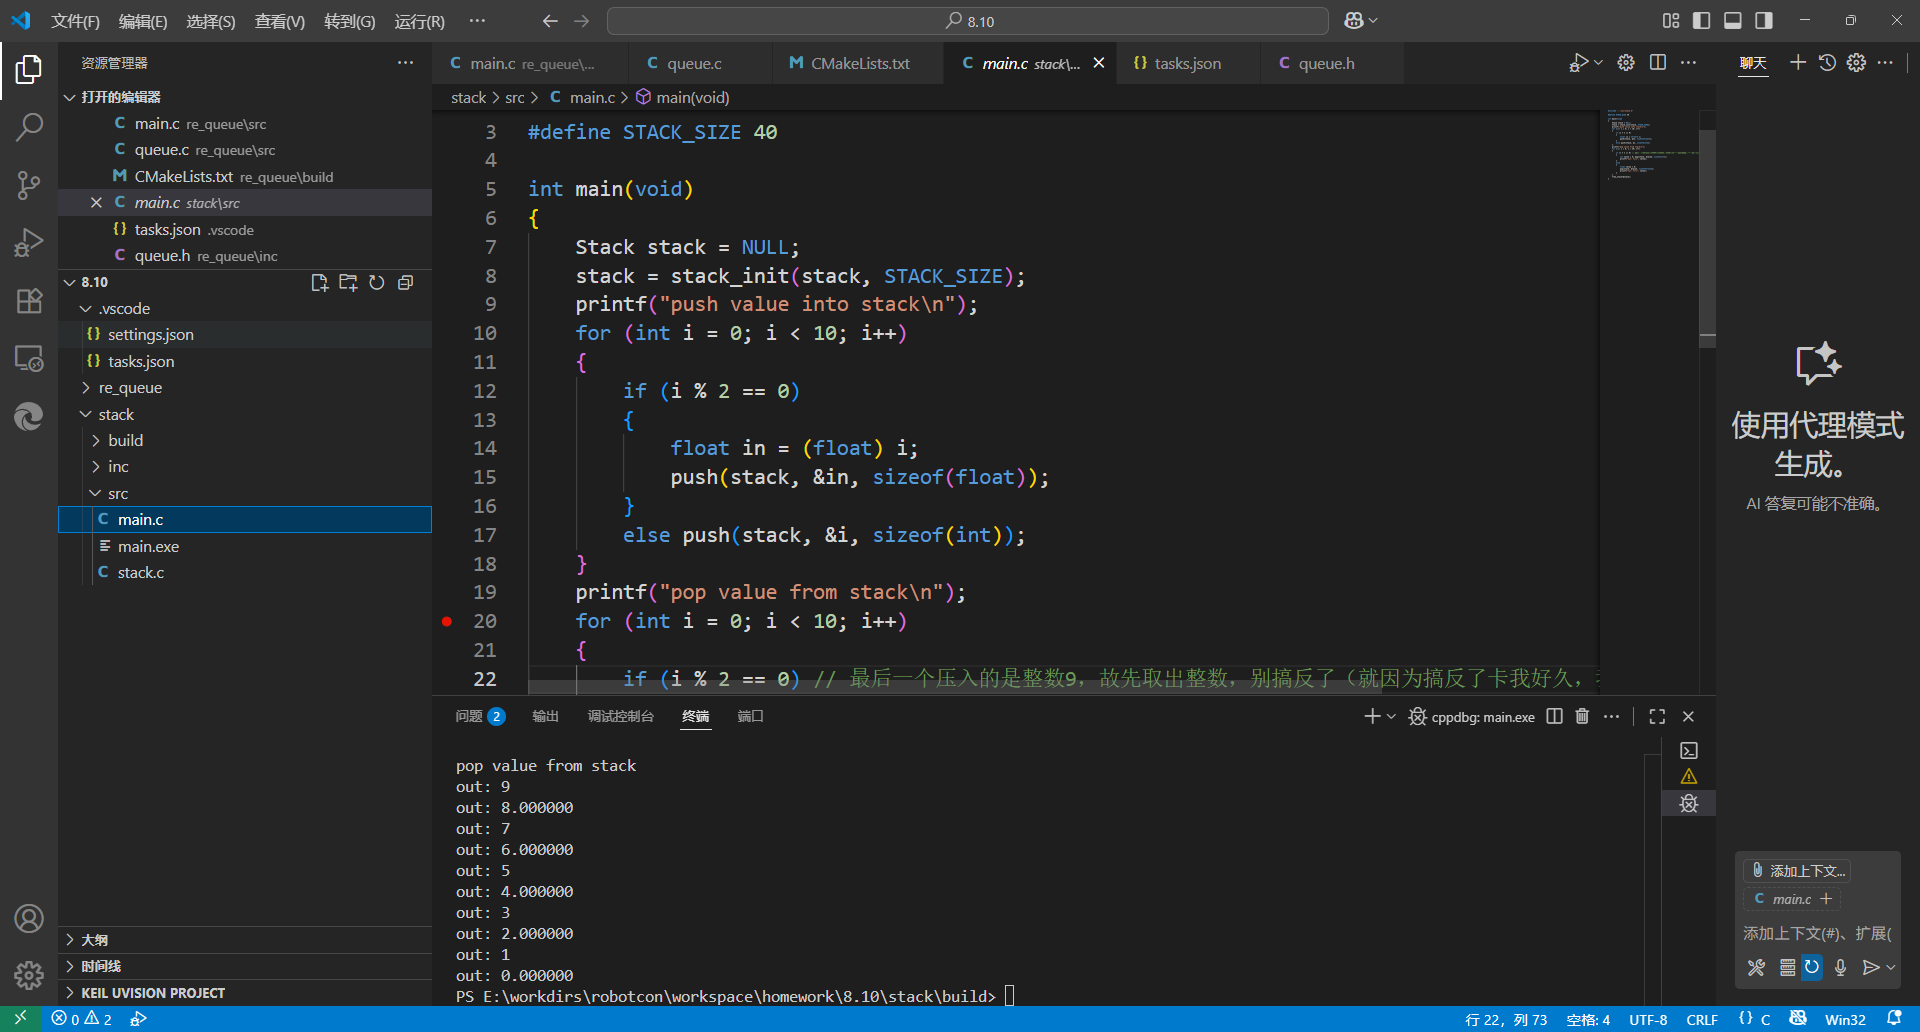 文件(F) 编辑(E) 选择(S) 查看(V) 转到(G) 运行(R) ··· 8.10
资源管理器
打开的编辑器
main.c re_queue\src
queue.c re_queue\src
CMakeLists.txt re_queue\build
main.c stack\src
tasks.json .vscode
queue.h re_queue\inc
8.10
.vscode
settings.json
tasks.json
re_queue
stack
build
inc
src
main.c
main.exe
stack.c
大纲
时间线
KEIL UVISION PROJECT
main.c re_queue\... queue.c CMakeLists.txt main.c stack\... tasks.json queue.h
stack > src > main.c > main(void)
3 #define STACK_SIZE 40
4
5 int main(void)
6 {
7 Stack stack = NULL;
8 stack = stack_init(stack, STACK_SIZE);
9 printf("push value into stack\n");
10 for (int i = 0; i < 10; i++)
11 {
12 if (i % 2 == 0)
13 {
14 float in = (float) i;
15 push(stack, &in, sizeof(float));
16 }
17 else push(stack, &i, sizeof(int));
18 }
19 printf("pop value from stack\n");
20 for (int i = 0; i < 10; i++)
21 {
22 if (i % 2 == 0) // 最后一个压入的是整数9，故先取出整数，别搞反了（就因为搞反了卡我好久，
问题 2 输出 调试控制台 终端 端口 cppdbg: main.exe
pop value from stack
out: 9
out: 8.000000
out: 7
out: 6.000000
out: 5
out: 4.000000
out: 3
out: 2.000000
out: 1
out: 0.000000
PS E:\workdirs\robotcon\workspace\homework\8.10\stack\build>
聊天
使用代理模式
生成。
AI 答复可能不准确。
添加上下文...
main.c
添加上下文(#)、扩展(
0 2 行 22，列 73 空格: 4 UTF-8 CRLF {} C Win32